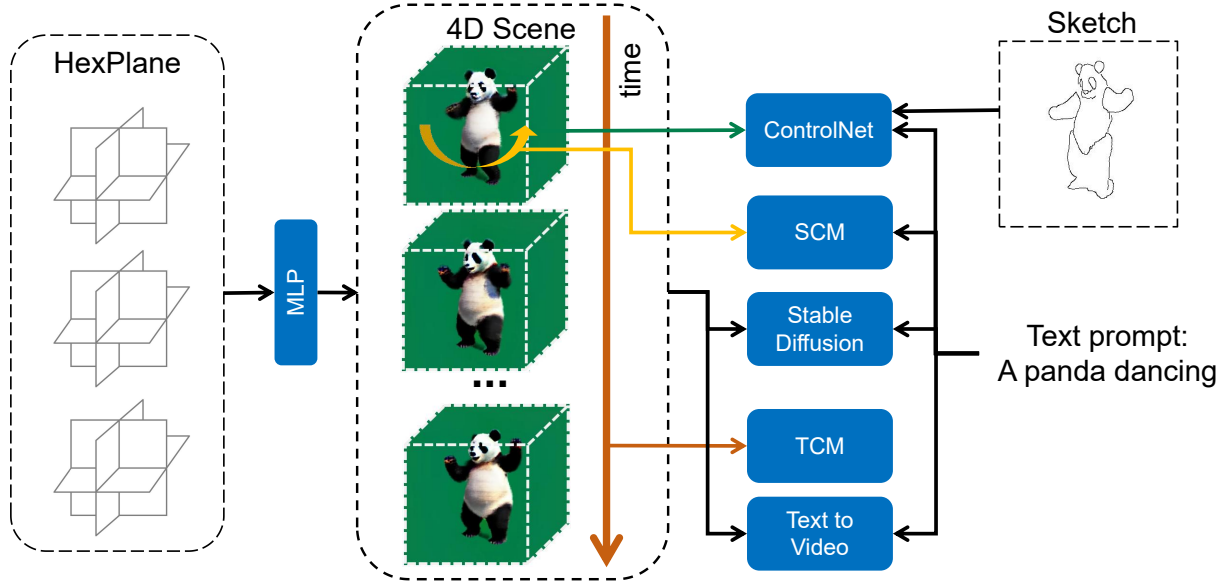 HexPlane
MLP
4D Scene
time
...
ControlNet
SCM
Stable
Diffusion
TCM
Text to
Video
Sketch
Text prompt:
A panda dancing